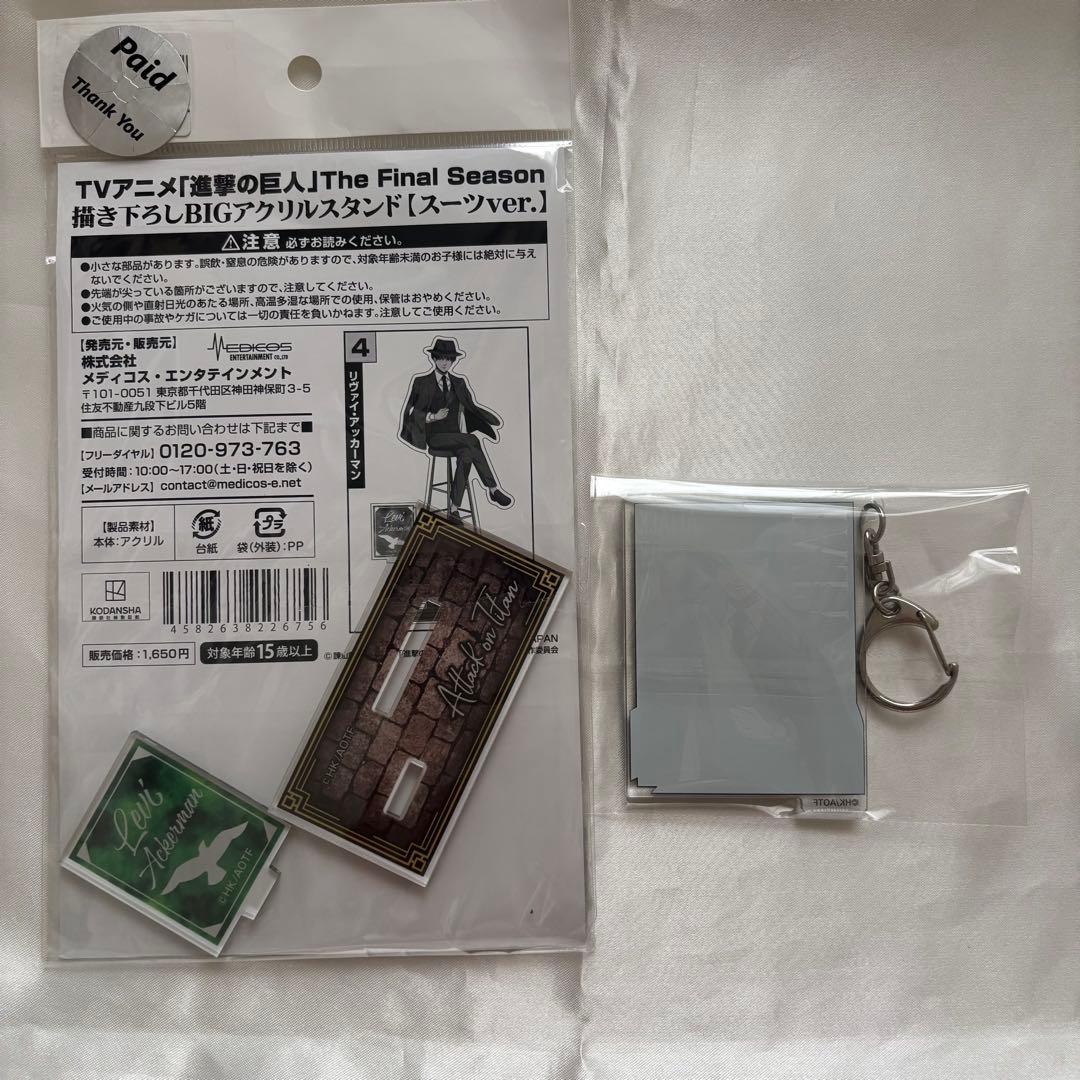 Paid
Thank You
TVアニメ「進撃の巨人」The Final Season
描き下ろしBIGアクリルスタンド【スーツver.】
⚠注意 必ずお読みください。
●小さな部品があります。誤飲・窒息の危険がありますので、対象年齢未満のお子様には絶対に与え
ないでください。
●先端が尖っている箇所がございますので、注意してください。
●火気の側や直射日光のあたる場所、高温多湿な場所での使用、保管はおやめください。
●ご使用中の事故やケガについては一切の責任を負いかねます。注意してご使用ください。
【発売元・販売元】
MEDICOS
ENTERTAINMENT CO.,LTD
株式会社
メディコス・エンタテインメント
〒101-0051 東京都千代田区神田神保町3-5
住友不動産九段下ビル5階
■商品に関するお問い合わせは下記まで■
【フリーダイヤル】0120-973-763
受付時間:10:00～17:00(土・日・祝日を除く)
【メールアドレス】contact@medicos-e.net
【製品素材】
本体:アクリル
紙
台紙
プラ
袋(外装):PP
KODANSHA
4582638226756
販売価格:1,650円
対象年齢15歳以上
4
リヴァイ・アッカーマン
Levi
Ackerman
Attack on Titan
©HK/AOTF
Levi
Ackerman
©HK/AOTF
©HK/AOTF